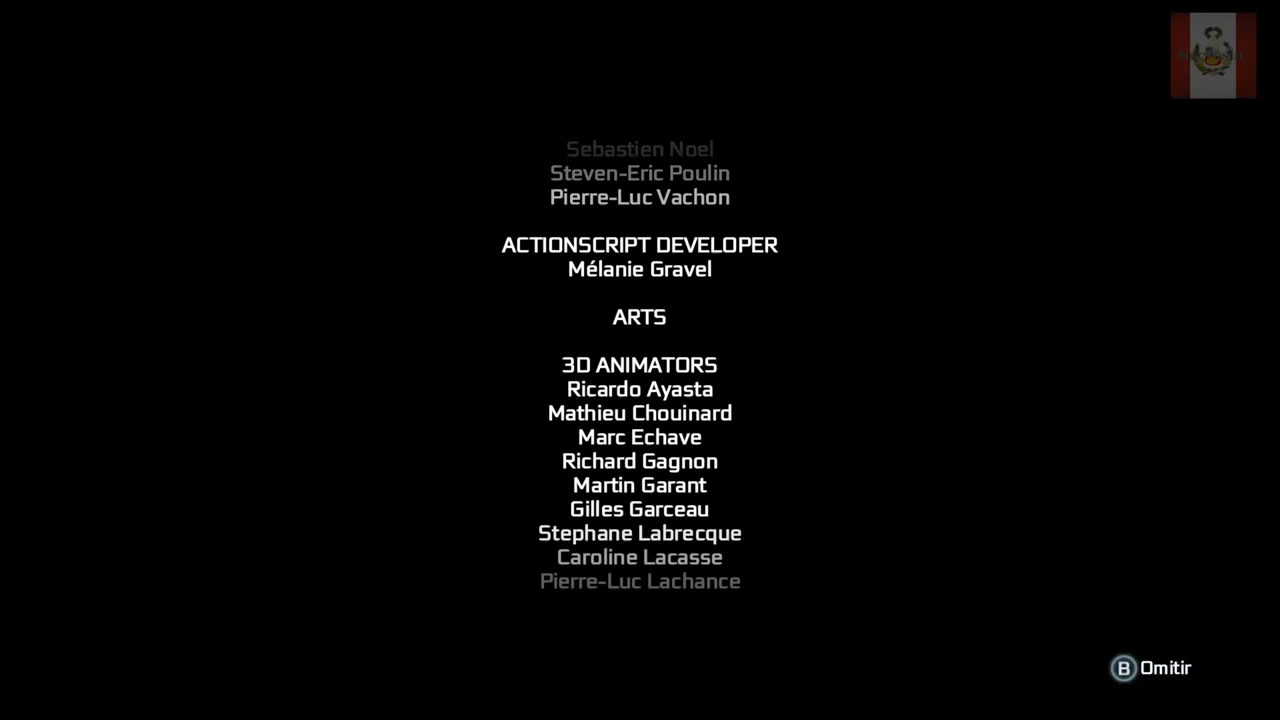 Sebastien Noel
Steven-Eric Poulin
Pierre-Luc Vachon
ACTIONSCRIPT DEVELOPER
Mélanie Gravel
ARTS
3D ANIMATORS
Ricardo Ayasta
Mathieu Chouinard
Marc Echave
Richard Gagnon
Martin Garant
Gilles Garceau
Stephane Labrecque
Caroline Lacasse
Pierre-Luc Lachance
B Omitir